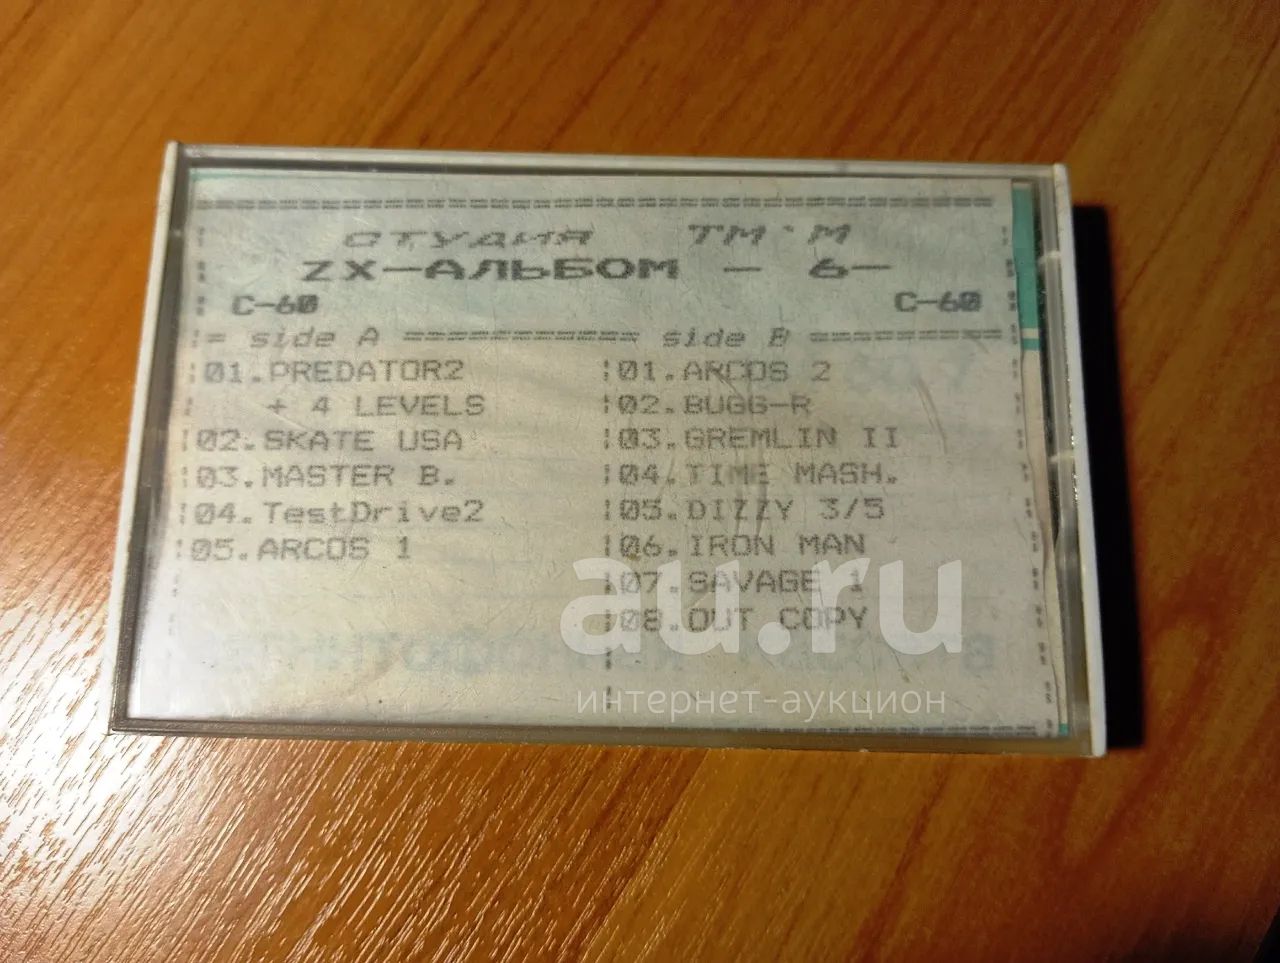 СТУДИЯ ТМ'М
ZX-АЛЬБОМ - 6-
C-60 C-60
= side A ============= side B ===========
01.PREDATOR2
+ 4 LEVELS
02.SKATE USA
03.MASTER B.
04.TestDrive2
05.ARCOS 1
01.ARCOS 2
02.BUGG-R
03.GREMLIN II
04.TIME MASH.
05.DIZZY 3/5
06.IRON MAN
07.SAVAGE 1
08.OUT COPY
au.ru
интернет-аукцион